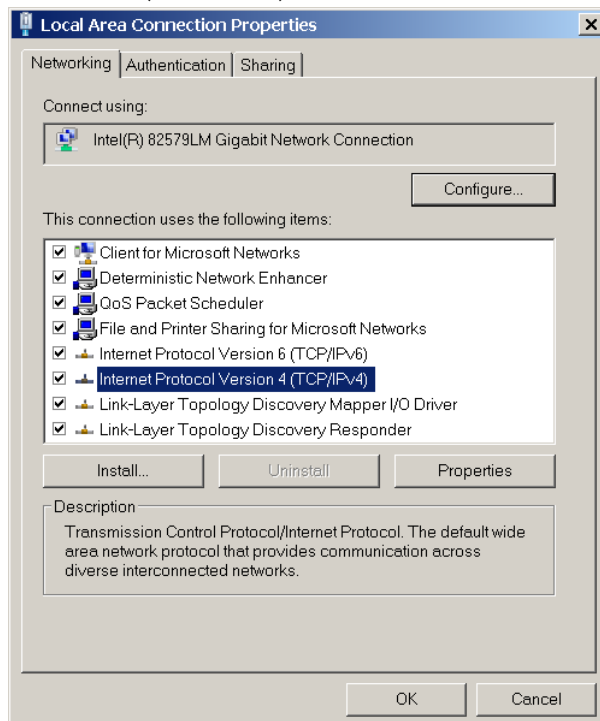 Local Area Connection Properties
Networking Authentication Sharing
Connect using:
Intel(R) 82579LM Gigabit Network Connection
Configure...
This connection uses the following items:
Client for Microsoft Networks
Deterministic Network Enhancer
QoS Packet Scheduler
File and Printer Sharing for Microsoft Networks
Internet Protocol Version 6 (TCP/IPv6)
Internet Protocol Version 4 (TCP/IPv4)
Link-Layer Topology Discovery Mapper I/O Driver
Link-Layer Topology Discovery Responder
Install... Uninstall Properties
Description
Transmission Control Protocol/Internet Protocol. The default wide
area network protocol that provides communication across
diverse interconnected networks.
OK Cancel